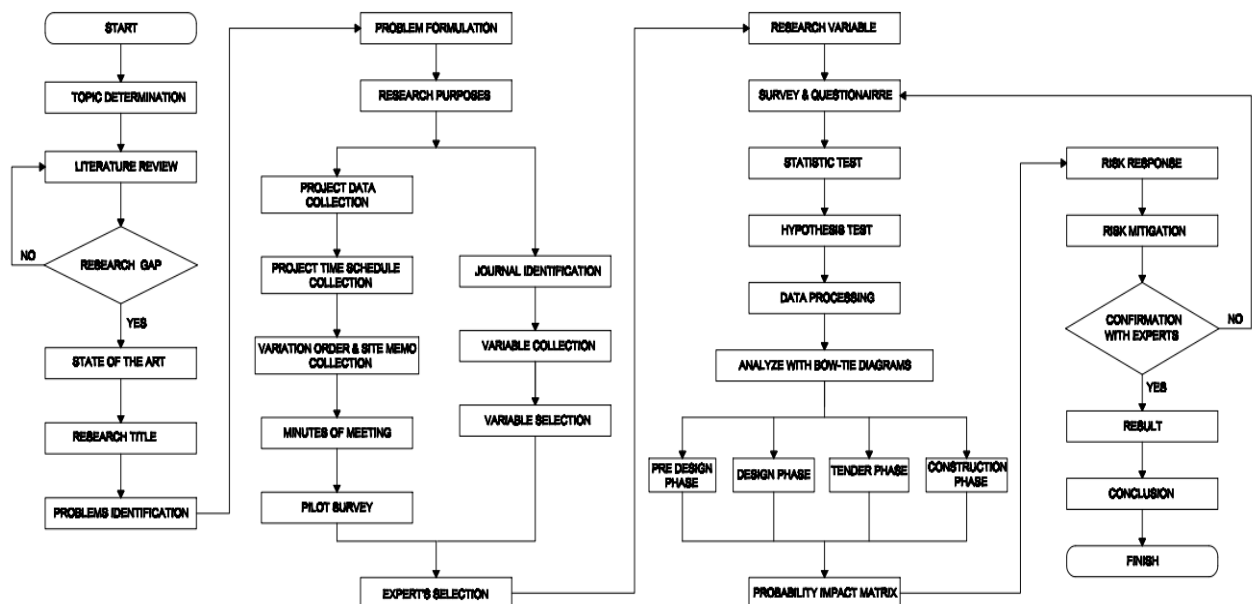 START
TOPIC DETERMINATION
LITERATURE REVIEW
NO
RESEARCH GAP
YES
STATE OF THE ART
RESEARCH TITLE
PROBLEMS IDENTIFICATION
PROBLEM FORMULATION
RESEARCH PURPOSES
PROJECT DATA
COLLECTION
PROJECT TIME SCHEDULE
COLLECTION
VARIATION ORDER & SITE MEMO
COLLECTION
MINUTES OF MEETING
PILOT SURVEY
JOURNAL IDENTIFICATION
VARIABLE COLLECTION
VARIABLE SELECTION
EXPERT'S SELECTION
RESEARCH VARIABLE
SURVEY & QUESTIONAIRRE
STATISTIC TEST
HYPOTHESIS TEST
DATA PROCESSING
ANALYZE WITH BOW-TIE DIAGRAMS
PRE DESIGN
PHASE
DESIGN PHASE
TENDER PHASE
CONSTRUCTION
PHASE
PROBABILITY IMPACT MATRIX
RISK RESPONSE
RISK MITIGATION
CONFIRMATION
WITH EXPERTS
NO
YES
RESULT
CONCLUSION
FINISH